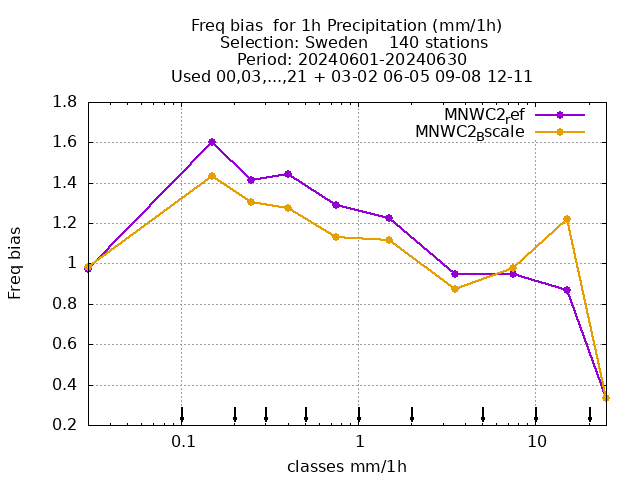 Freq bias  for 1h Precipitation (mm/1h)
Selection: Sweden    140 stations
Period: 20240601-20240630
Used 00,03,...,21 + 03-02 06-05 09-08 12-11
MNWC2ref
MNWC2Bscale
1.8
1.6
1.4
1.2
1
0.8
0.6
0.4
0.2
Freq bias
0.1
1
10
classes mm/1h